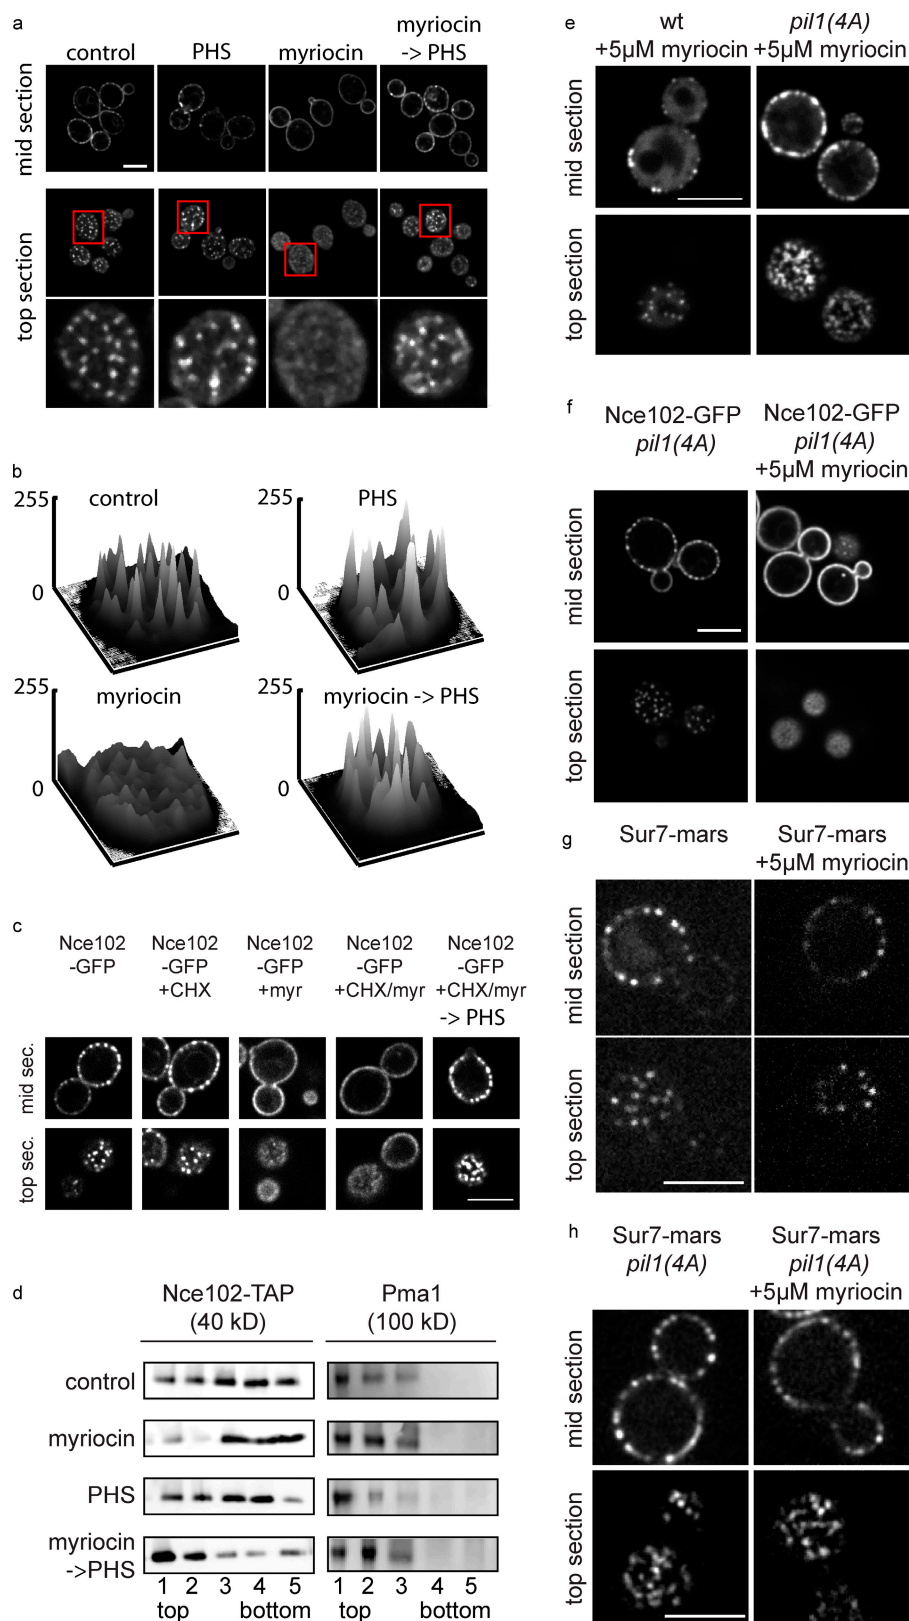 a
control
PHS
myriocin
myriocin
-> PHS
mid section
top section
b
control
255
0
PHS
255
0
myriocin
255
0
myriocin -> PHS
255
0
c
Nce102
-GFP
Nce102
-GFP
+CHX
Nce102
-GFP
+myr
Nce102
-GFP
+CHX/myr
Nce102
-GFP
+CHX/myr
-> PHS
mid sec.
top sec.
d
Nce102-TAP
(40 kD)
Pma1
(100 kD)
control
myriocin
PHS
myriocin
->PHS
1 2 3 4 5
top bottom
1 2 3 4 5
top bottom
e
wt
+5µM myriocin
pil1(4A)
+5µM myriocin
mid section
top section
f
Nce102-GFP
pil1(4A)
Nce102-GFP
pil1(4A)
+5µM myriocin
mid section
top section
g
Sur7-mars
Sur7-mars
+5µM myriocin
mid section
top section
h
Sur7-mars
pil1(4A)
Sur7-mars
pil1(4A)
+5µM myriocin
mid section
top section